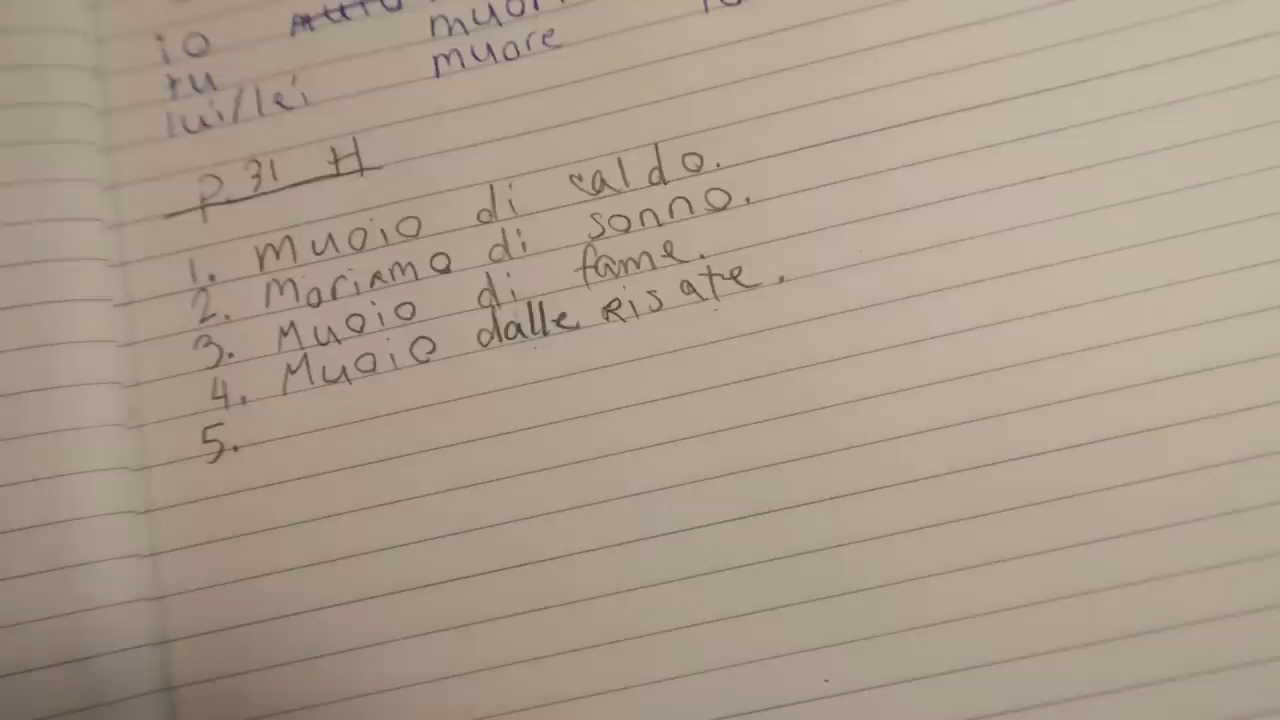 io
tu muori
lui/lei muore
P. 31 H
1. Muoio di caldo.
2. Moriamo di sonno.
3. Muoio di fame.
4. Muoio dalle Risate.
5.